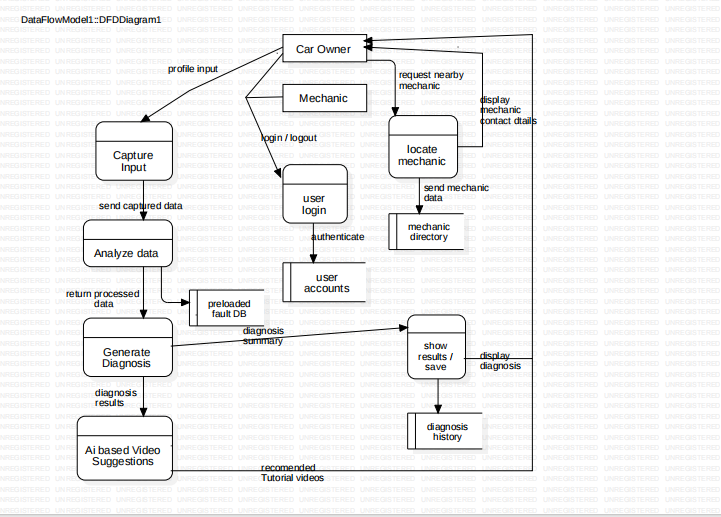 DataFlowModel1::DFDDiagram1
Car Owner
profile input
request nearby
mechanic
Mechanic
display
mechanic
contact dtails
login / logout
Capture
Input
locate
mechanic
send mechanic
data
user
login
send captured data
mechanic
directory
authenticate
Analyze data
user
accounts
return processed
data
preloaded
fault DB
diagnosis
summary
show
results /
save
display
diagnosis
Generate
Diagnosis
diagnosis
results
diagnosis
history
Ai based Video
Suggestions
recomended
Tutorial videos
UNREGISTERED